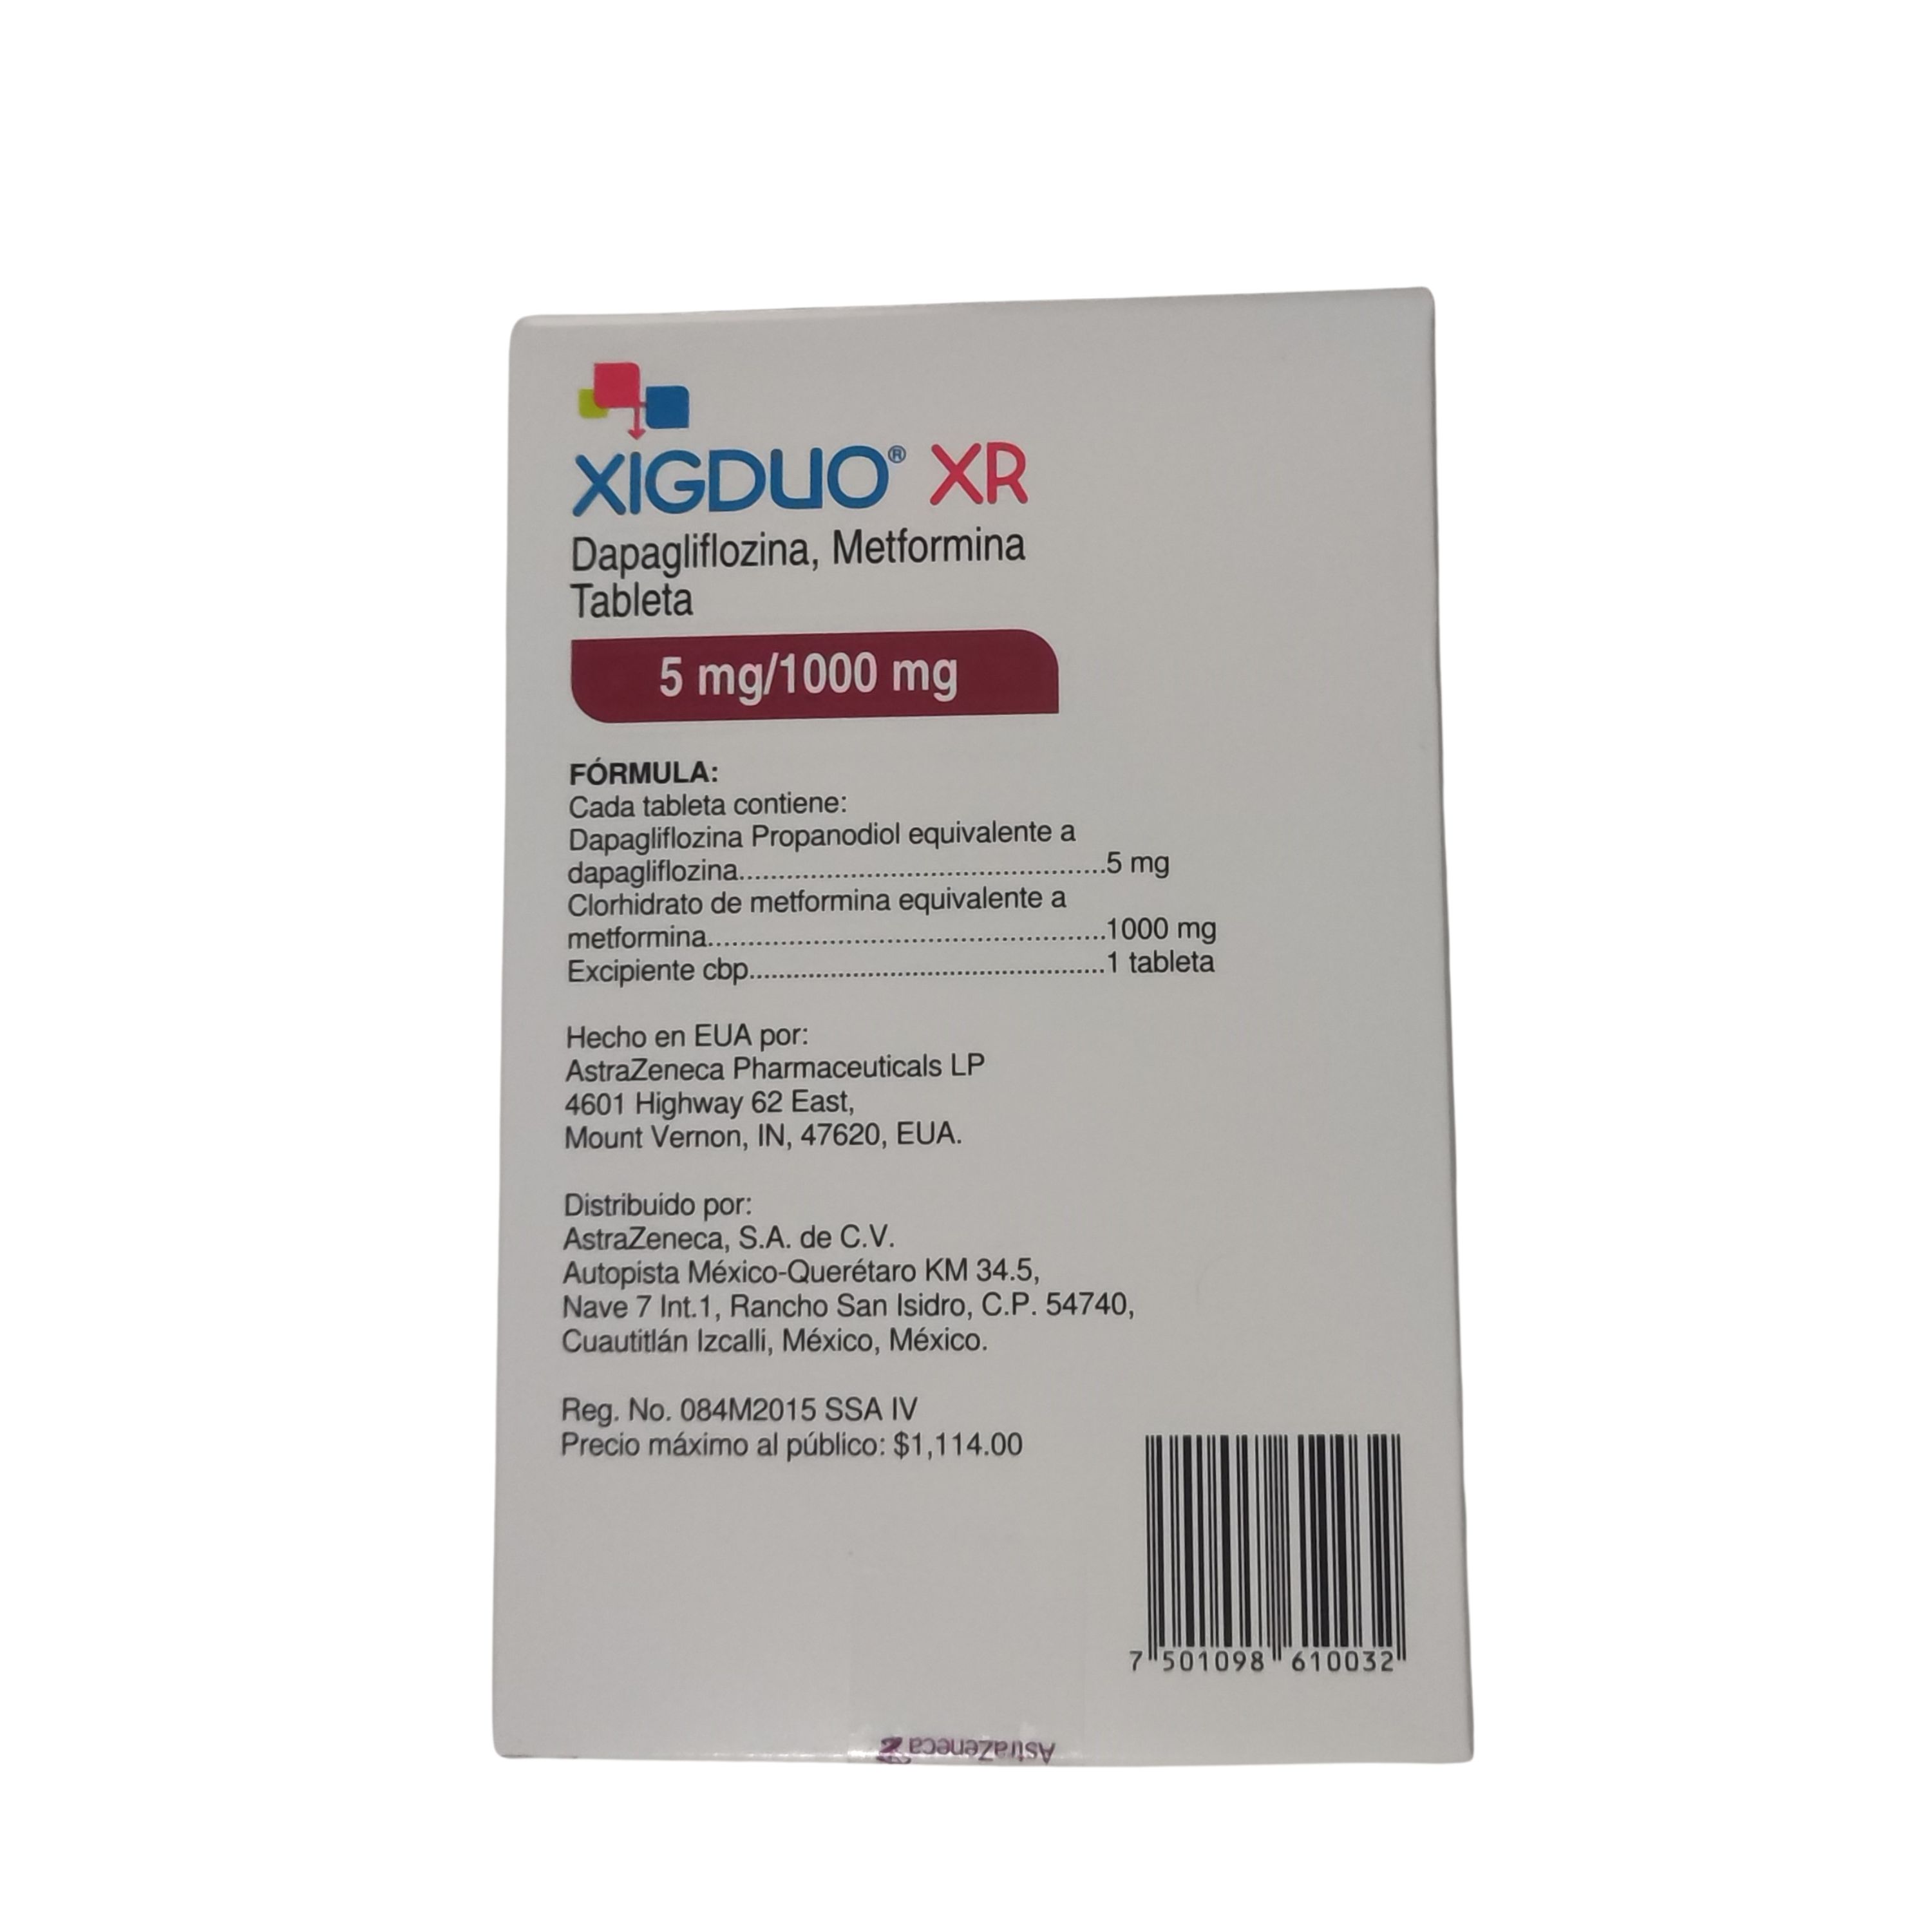 XIGDUO® XR
Dapagliflozina, Metformina
Tableta
5 mg/1000 mg
FÓRMULA:
Cada tableta contiene:
Dapagliflozina Propanodiol equivalente a
dapagliflozina..............................................5 mg
Clorhidrato de metformina equivalente a
metformina..................................................1000 mg
Excipiente cbp.............................................1 tableta
Hecho en EUA por:
AstraZeneca Pharmaceuticals LP
4601 Highway 62 East,
Mount Vernon, IN, 47620, EUA.
Distribuido por:
AstraZeneca, S.A. de C.V.
Autopista México-Querétaro KM 34.5,
Nave 7 Int.1, Rancho San Isidro, C.P. 54740,
Cuautitlán Izcalli, México, México.
Reg. No. 084M2015 SSA IV
Precio máximo al público: $1,114.00
7 501098 610032
AstraZeneca